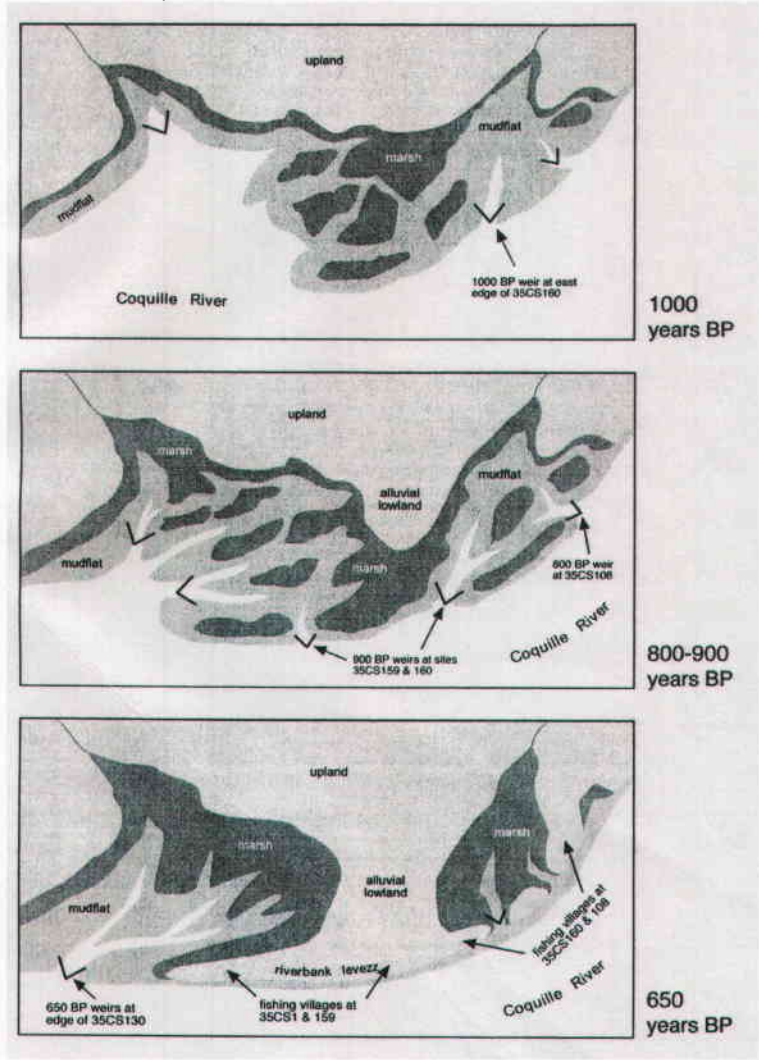 upland
mudflat
marsh
mudflat
1000 BP weir at east
edge of 35CS160
Coquille River
1000
years BP
upland
marsh
mudflat
alluvial
lowland
mudflat
marsh
800 BP weir
at 35CS108
900 BP weirs at sites
35CS159 & 160
Coquille River
800-900
years BP
upland
marsh
marsh
alluvial
lowland
mudflat
fishing villages at
35CS160 & 108
riverbank levezz
650 BP weirs at
edge of 35CS130
fishing villages at
35CS1 & 159
Coquille River
650
years BP